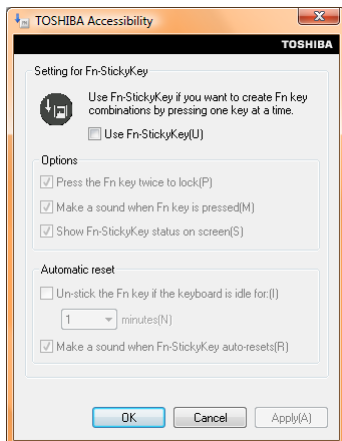 TOSHIBA Accessibility
TOSHIBA
Setting for Fn-StickyKey
Use Fn-StickyKey if you want to create Fn key
combinations by pressing one key at a time.
Use Fn-StickyKey(U)
Options
Press the Fn key twice to lock(P)
Make a sound when Fn key is pressed(M)
Show Fn-StickyKey status on screen(S)
Automatic reset
Un-stick the Fn key if the keyboard is idle for:(I)
1 minutes(N)
Make a sound when Fn-StickyKey auto-resets(R)
OK Cancel Apply(A)